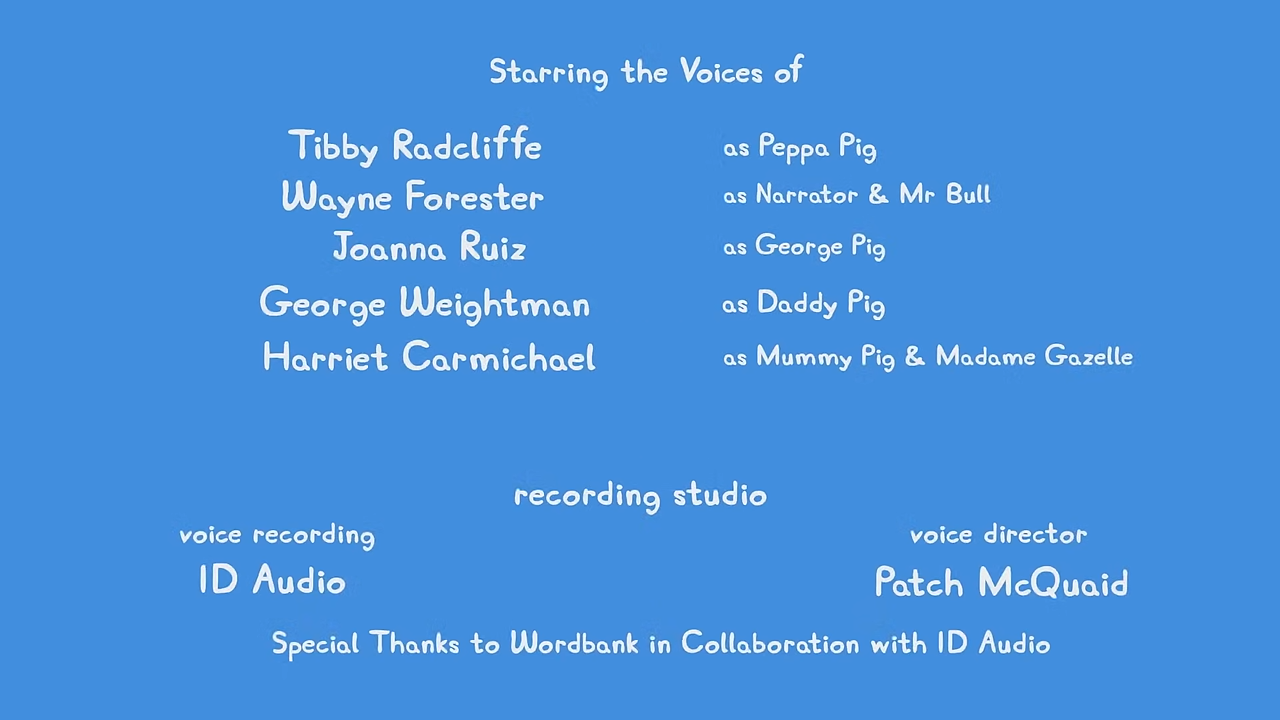 Starring the Voices of
Tibby Radcliffe as Peppa Pig
Wayne Forester as Narrator & Mr Bull
Joanna Ruiz as George Pig
George Weightman as Daddy Pig
Harriet Carmichael as Mummy Pig & Madame Gazelle
recording studio
voice recording voice director
ID Audio Patch McQuaid
Special Thanks to Wordbank in Collaboration with ID Audio